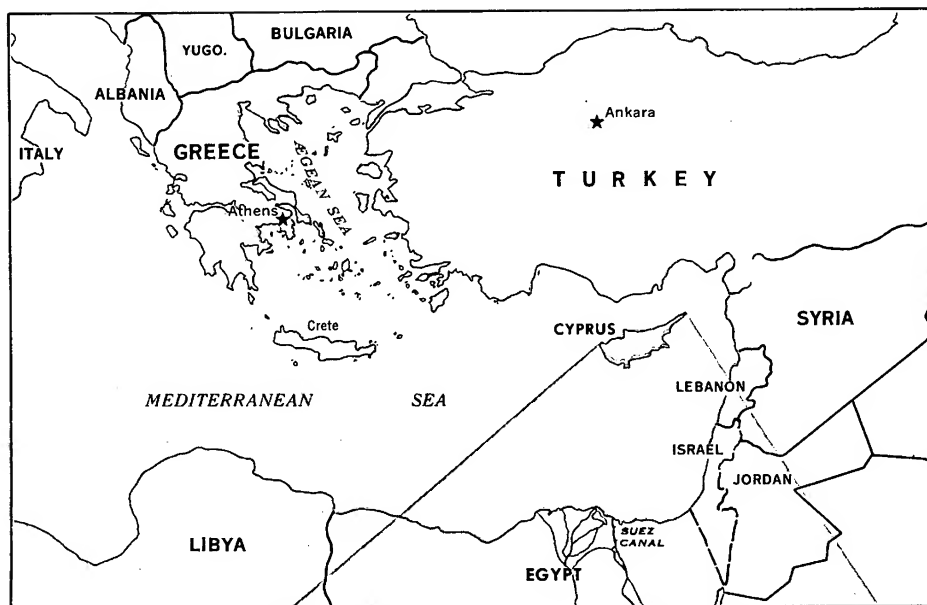 BULGARIA
YUGO.
ALBANIA
ITALY
GREECE
ÆGEAN SEA
Athens
Ankara
TURKEY
Crete
CYPRUS
SYRIA
LEBANON
MEDITERRANEAN SEA
ISRAEL
JORDAN
LIBYA
SUEZ
CANAL
EGYPT